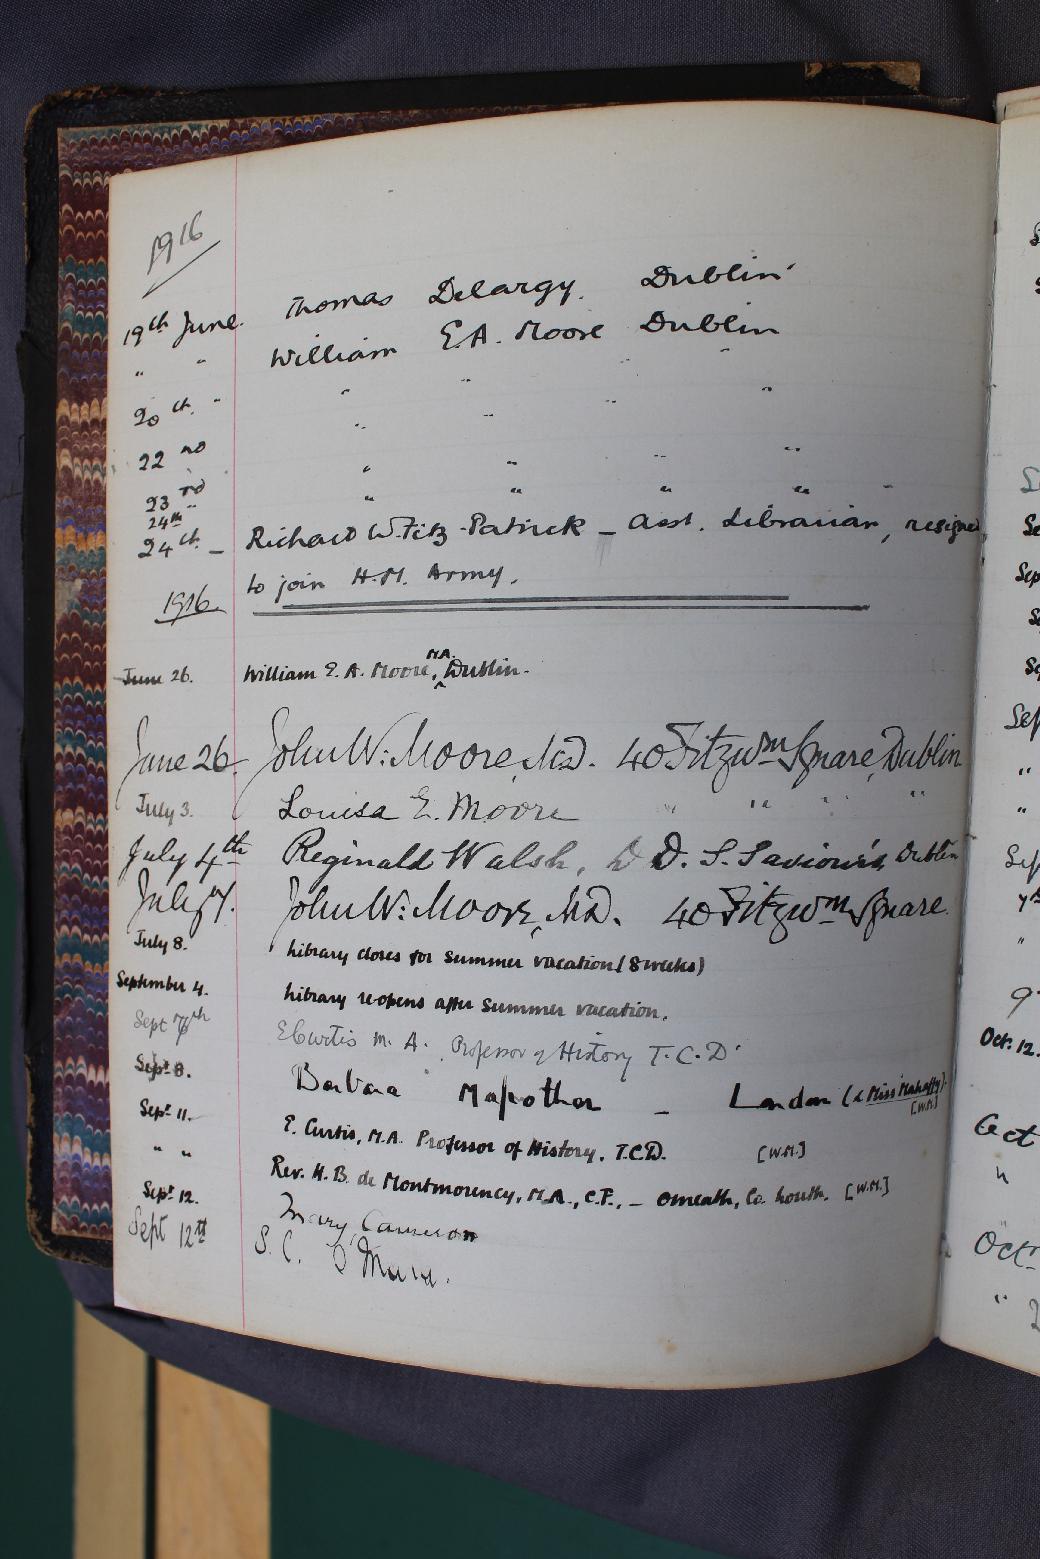 1916
19th June. Thomas Delargy. Dublin
" " William E.A. Moore Dublin
20th " " " " " "
22nd " " "  "
23rd " " " "
24th " " " " " "
24th – Richard W. Fitz-Patrick – Asst. Librarian, resigned
to join H.M. Army.
1916.
June 26. William E. A. Moore, M.A. Dublin.
June 26 John W: Moore, M.D. 40 Fitzwm Square, Dublin
July 3. Louisa E. Moore " " " "
July 4th Reginald Walsh, D D. S. Saviour's Dublin
July 7. John W: Moore, M.D. 40 Fitzwm Square
July 8. Library closes for summer vacation (8 weeks)
September 4. Library reopens after summer vacation.
Sept 7th E Curtis M. A. Professor of History T.C.D.
Sept. 8. Barbara Mapother – London (c Miss Mahaffy). [W.M.]
Sept. 11. E. Curtis, M.A. Professor of History, T.C.D. [W.M.]
" " Rev. H. B. de Montmorency, M.A., C.F., – Omeath, Co. Louth. [W.M.]
Sept. 12. Mary Cameron
Sept 12th S. C. O'Mara.
Oct. 12.
Oct
"
Oct
" 2